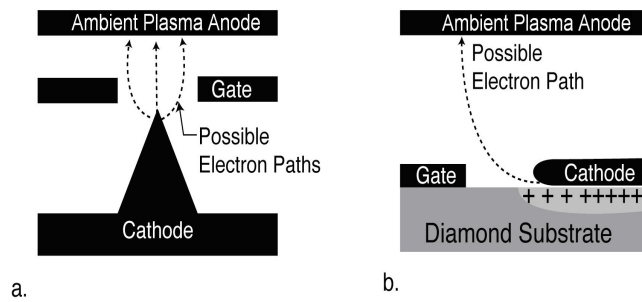 Ambient Plasma Anode
Gate
Possible
Electron Paths
Cathode
a.
Ambient Plasma Anode
Possible
Electron Path
Gate
Cathode
+ + + +++++
Diamond Substrate
b.